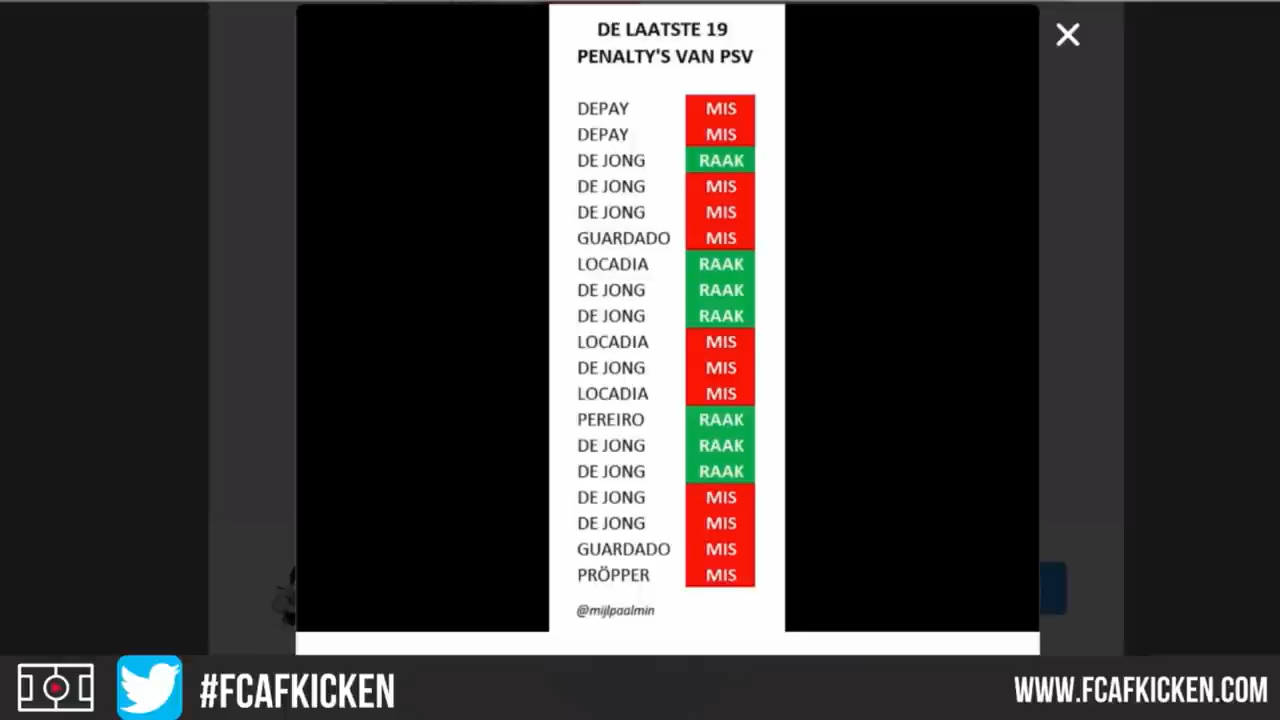 DE LAATSTE 19
PENALTY'S VAN PSV
DEPAY MIS
DEPAY MIS
DE JONG RAAK
DE JONG MIS
DE JONG MIS
GUARDADO MIS
LOCADIA RAAK
DE JONG RAAK
DE JONG RAAK
LOCADIA MIS
DE JONG MIS
LOCADIA MIS
PEREIRO RAAK
DE JONG RAAK
DE JONG RAAK
DE JONG MIS
DE JONG MIS
GUARDADO MIS
PRÖPPER MIS
@mijlpaalmin
#FCAFKICKEN
WWW.FCAFKICKEN.COM